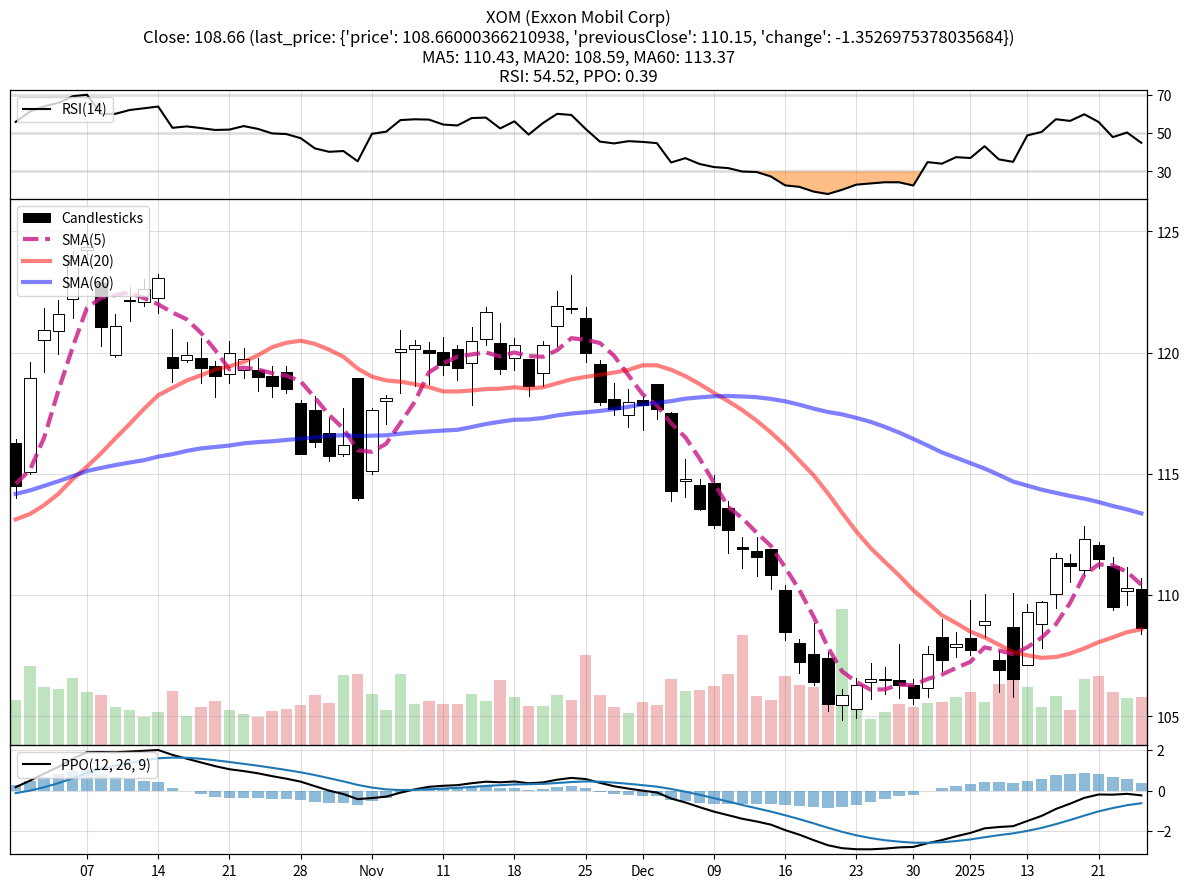 XOM (Exxon Mobil Corp)
Close: 108.66 (last_price: {'price': 108.66000366210938, 'previousClose': 110.15, 'change': -1.3526975378035684})
MA5: 110.43, MA20: 108.59, MA60: 113.37
RSI: 54.52, PPO: 0.39
RSI(14)
70
50
30
Candlesticks
SMA(5)
SMA(20)
SMA(60)
125
120
115
110
105
PPO(12, 26, 9)
2
0
−2
07 14 21 28 Nov 11 18 25 Dec 09 16 23 30 2025 13 21